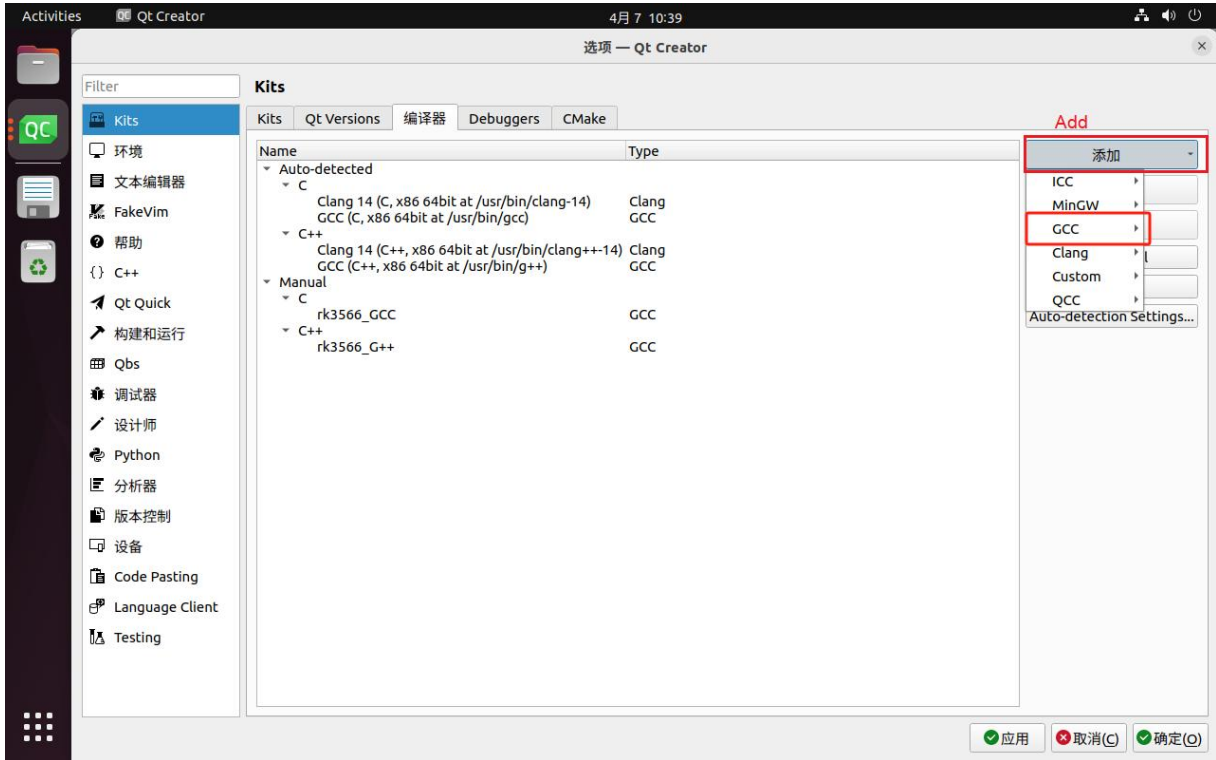 Activities
Qt Creator
4月 7 10:39
选项 — Qt Creator
Filter
Kits
环境
文本编辑器
FakeVim
帮助
{} C++
Qt Quick
构建和运行
Qbs
调试器
设计师
Python
分析器
版本控制
设备
Code Pasting
Language Client
Testing
Kits
Kits Qt Versions 编译器 Debuggers CMake
Name Type
Auto-detected
C
Clang 14 (C, x86 64bit at /usr/bin/clang-14) Clang
GCC (C, x86 64bit at /usr/bin/gcc) GCC
C++
Clang 14 (C++, x86 64bit at /usr/bin/clang++-14) Clang
GCC (C++, x86 64bit at /usr/bin/g++) GCC
Manual
C
rk3566_GCC GCC
C++
rk3566_G++ GCC
Add
添加
ICC
MinGW
GCC
Clang
Custom
QCC
Auto-detection Settings...
应用 取消(C) 确定(O)
QC